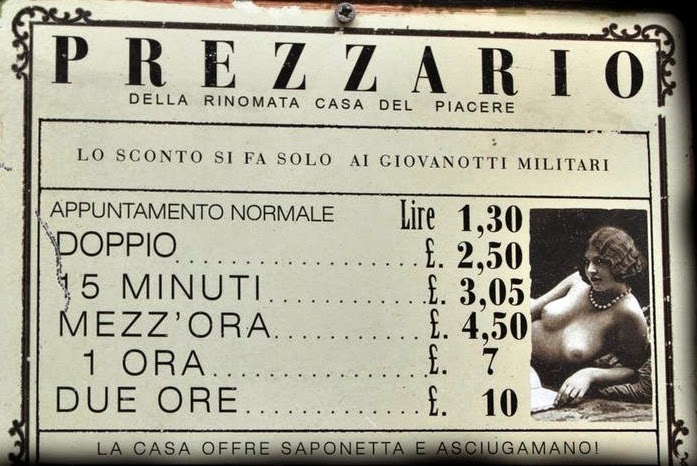 PREZZARIO
DELLA RINOMATA CASA DEL PIACERE
LO SCONTO SI FA SOLO AI GIOVANOTTI MILITARI
APPUNTAMENTO NORMALE Lire 1,30
DOPPIO....................£. 2,50
15 MINUTI..............£. 3,05
MEZZ'ORA..............£. 4,50
1 ORA..................£. 7
DUE ORE................£. 10
LA CASA OFFRE SAPONETTA E ASCIUGAMANO!